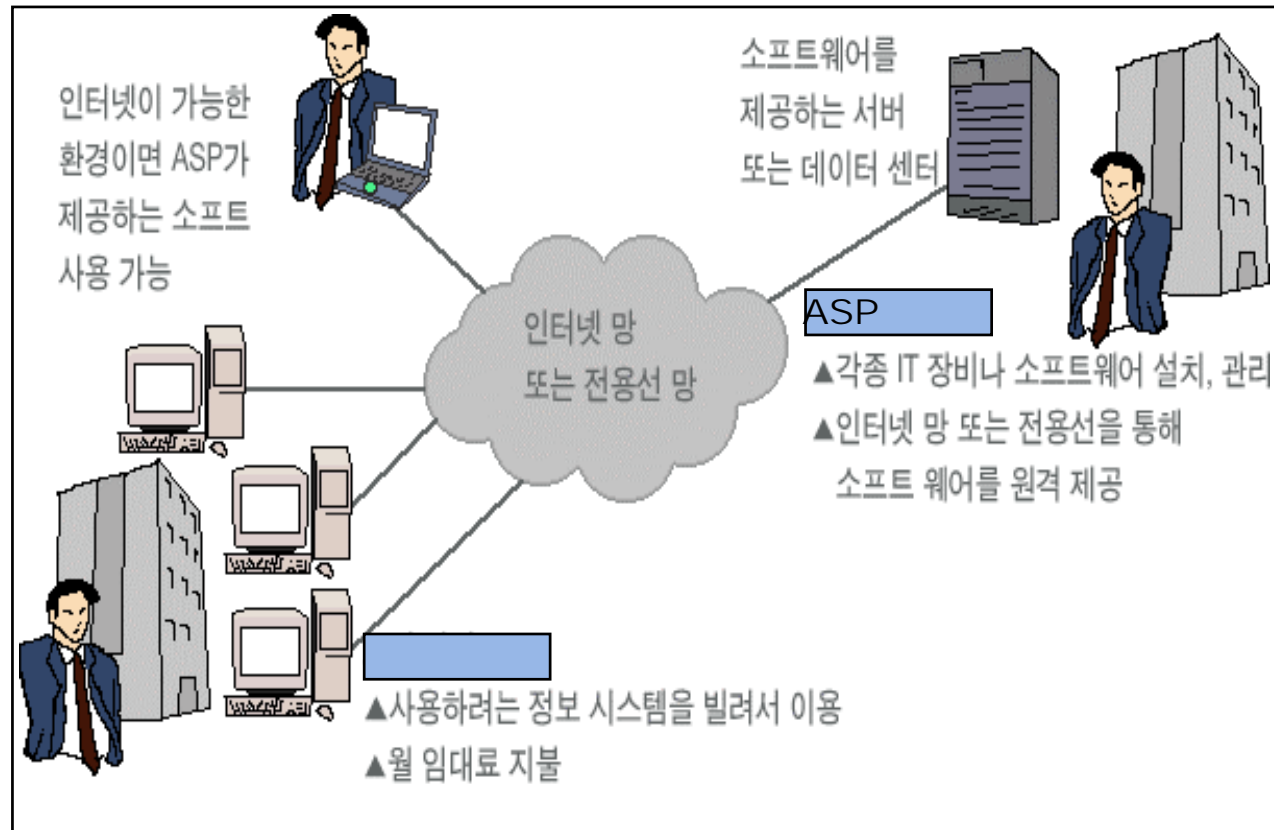 인터넷이 가능한
환경이면 ASP가
제공하는 소프트
사용 가능
소프트웨어를
제공하는 서버
또는 데이터 센터
인터넷 망
또는 전용선 망
ASP
▲각종 IT 장비나 소프트웨어 설치, 관리
▲인터넷 망 또는 전용선을 통해
소프트 웨어를 원격 제공
▲사용하려는 정보 시스템을 빌려서 이용
▲월 임대료 지불